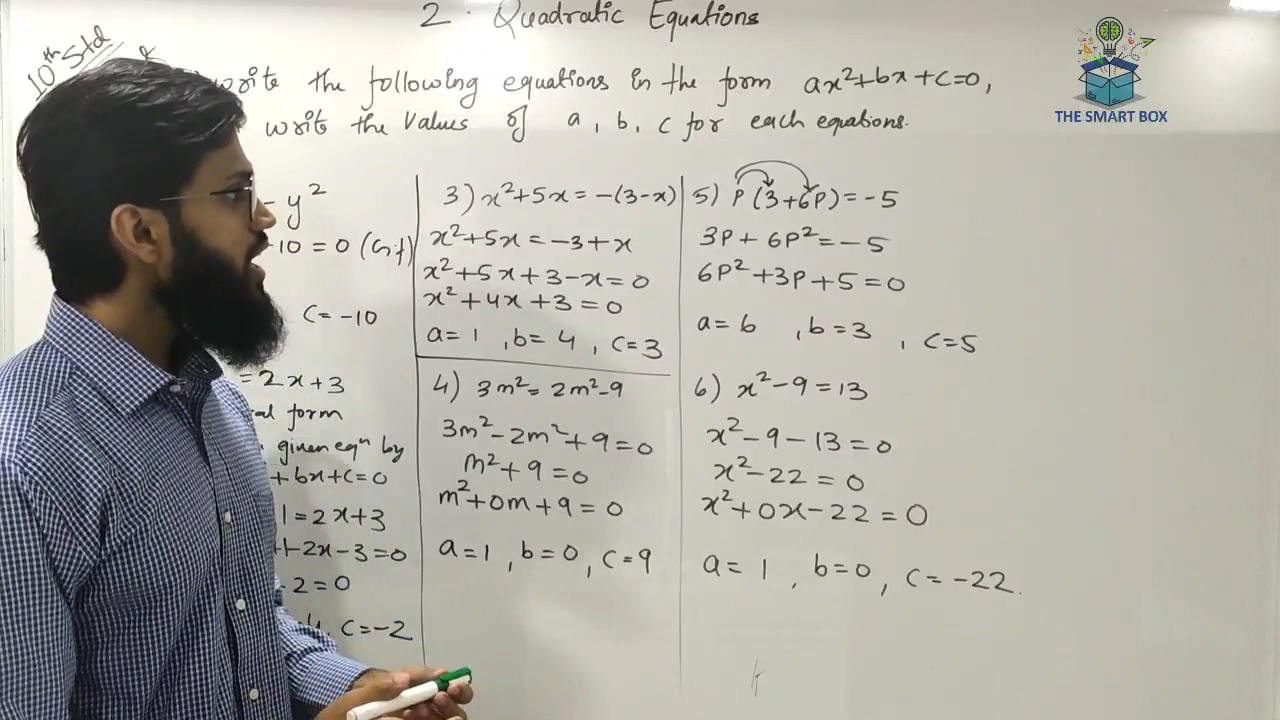 2. Quadratic Equations
10th Std
write the following equations in the form ax²+bx+c=0,
write the values of a, b, c for each equations.
THE SMART BOX
- y²
-10 = 0 (G.f)
C = -10
= 2x+3
form
given eqⁿ by
+ bx+c=0
1 = 2x+3
+1-2x-3=0
-2=0
, c=-2
3) x²+5x = -(3-x)
x²+5x = -3+x
x²+5x+3-x=0
x²+4x+3=0
a=1, b=4, c=3
4) 3m² = 2m²-9
3m²-2m²+9=0
m²+9=0
m²+0m+9=0
a=1, b=0, c=9
5) P(3+6P)=-5
3P+6P²=-5
6P²+3P+5=0
a=6, b=3, c=5
6) x²-9=13
x²-9-13=0
x²-22=0
x²+0x-22=0
a=1, b=0, c=-22.